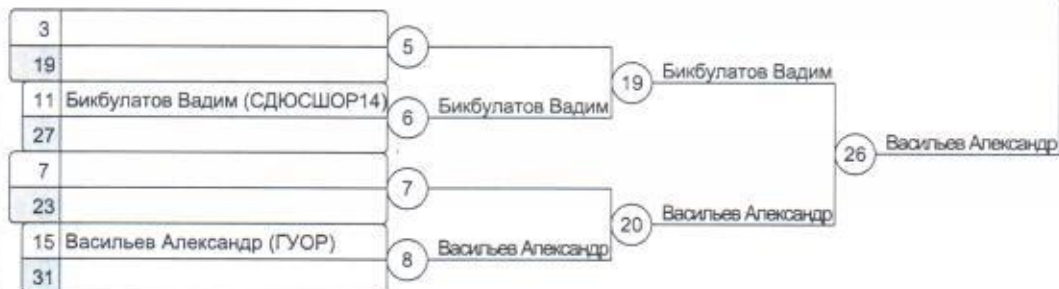 3
19
5
11 Бикбулатов Вадим (СДЮСШОР14)
27
6
Бикбулатов Вадим
19
Бикбулатов Вадим
7
23
7
15 Васильев Александр (ГУОР)
31
8
Васильев Александр
20
Васильев Александр
26
Васильев Александр